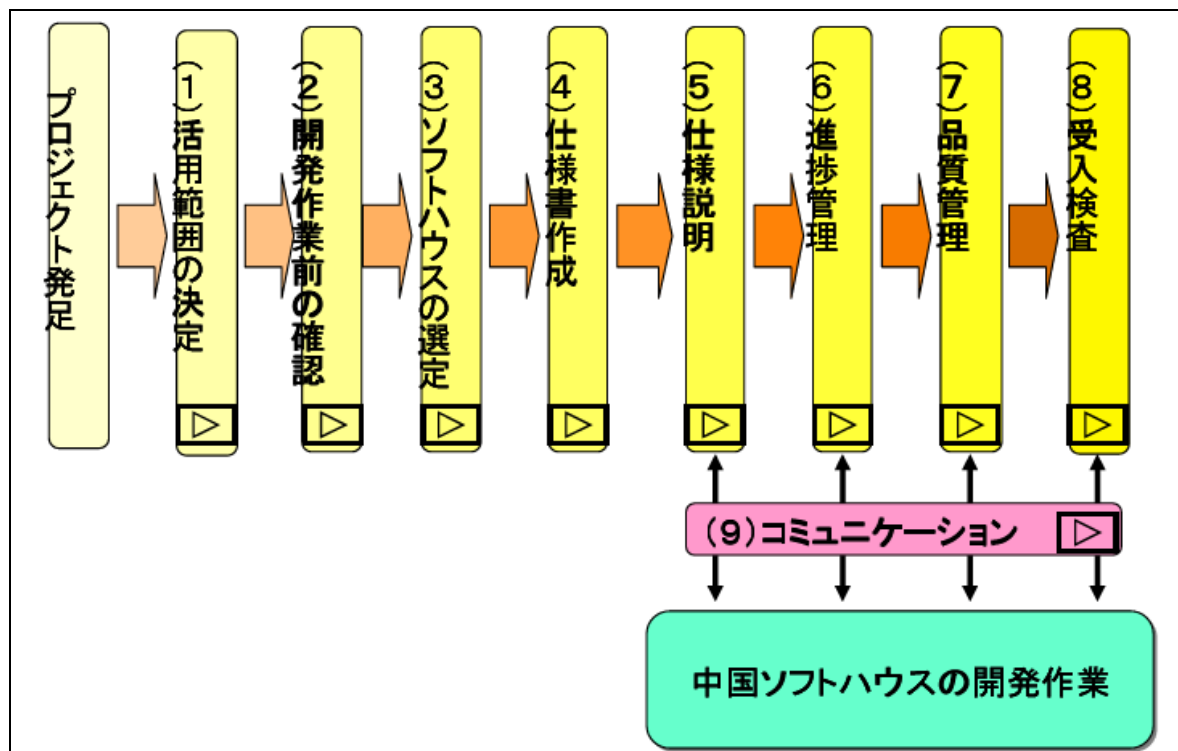 プロジェクト発足
(1)活用範囲の決定
(2)開発作業前の確認
(3)ソフトハウスの選定
(4)仕様書作成
(5)仕様説明
(6)進捗管理
(7)品質管理
(8)受入検査
(9)コミュニケーション
中国ソフトハウスの開発作業